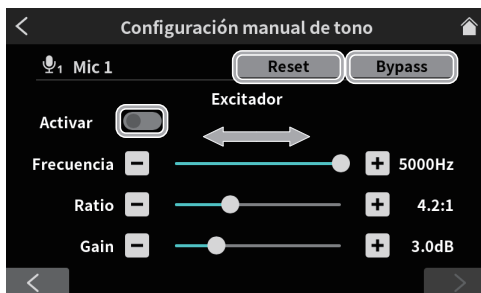 Configuración manual de tono
1 Mic 1 Reset Bypass
Excitador
Activar
Frecuencia 5000Hz
Ratio 4.2:1
Gain 3.0dB